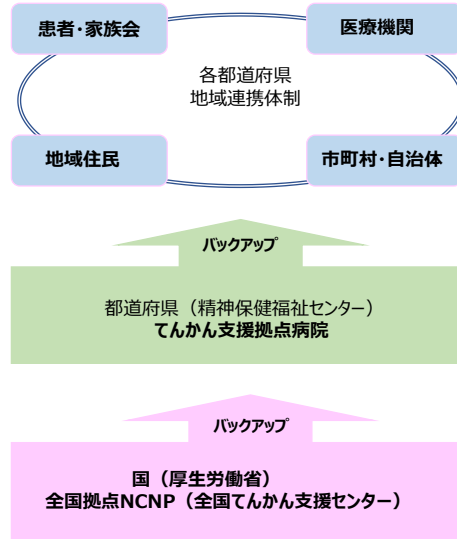 患者・家族会
医療機関
各都道府県
地域連携体制
地域住民
市町村・自治体
バックアップ
都道府県（精神保健福祉センター）
てんかん支援拠点病院
バックアップ
国（厚生労働省）
全国拠点NCNP（全国てんかん支援センター）